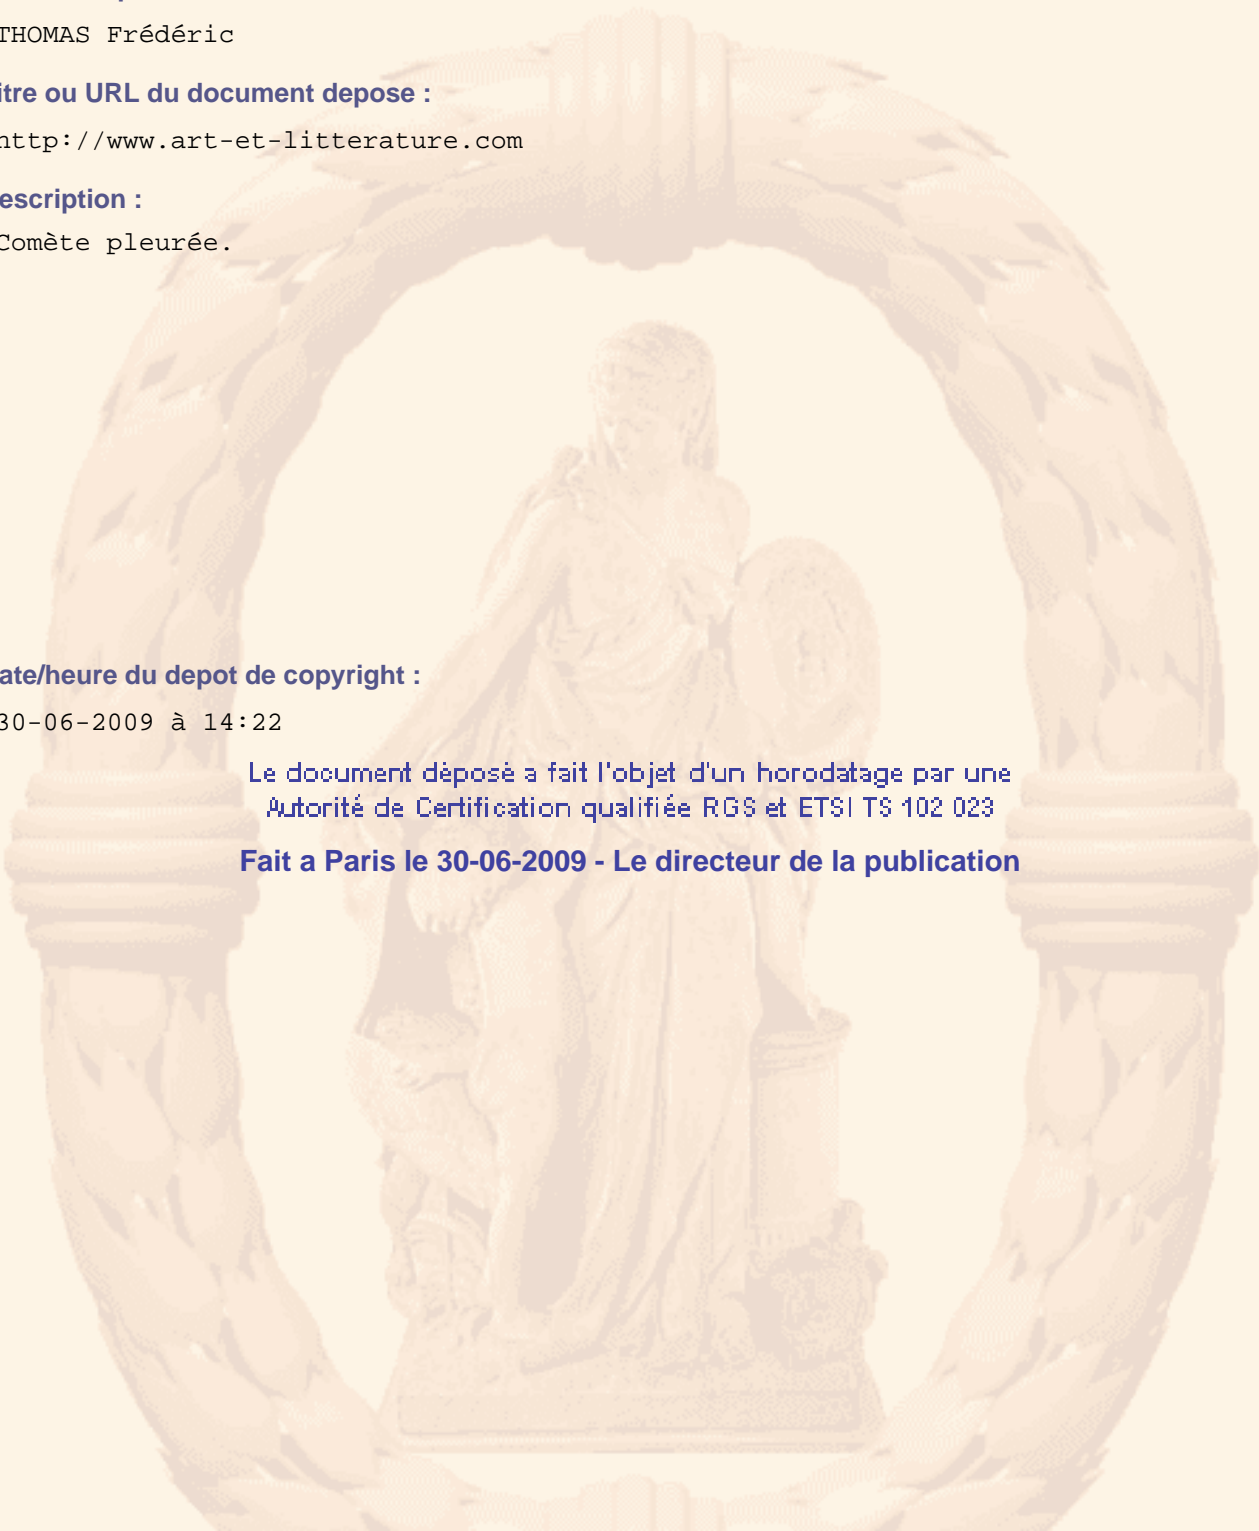 THOMAS Frédéric
itre ou URL du document depose :
http://www.art-et-litterature.com
escription :
Comète pleurée.
ate/heure du depot de copyright :
30-06-2009 à 14:22
Le document déposé a fait l'objet d'un horodatage par une
Autorité de Certification qualifiée RGS et ETSI TS 102 023
Fait a Paris le 30-06-2009 - Le directeur de la publication